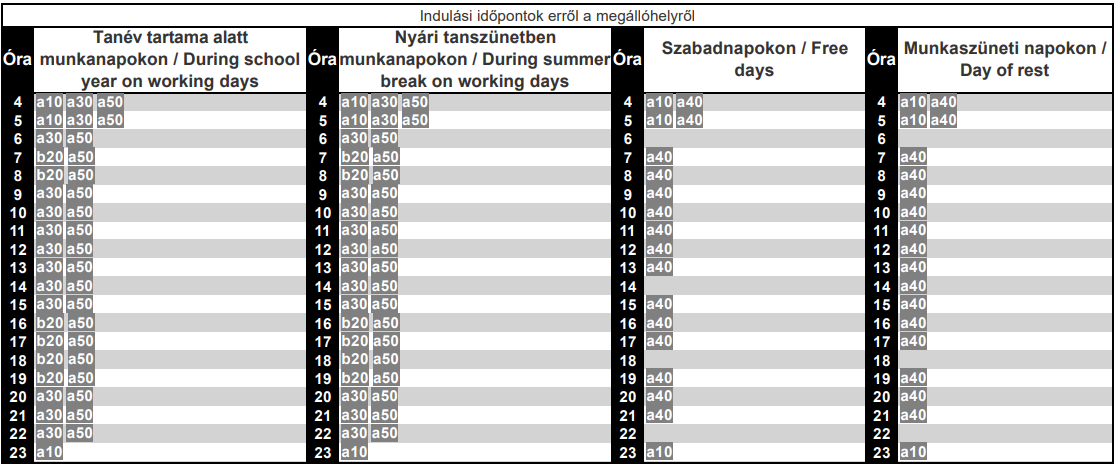 Indulási időpontok erről a megállóhelyről
Óra Tanév tartama alatt munkanapokon / During school year on working days Óra Nyári tanszünetben munkanapokon / During summer break on working days Óra Szabadnapokon / Free days Óra Munkaszüneti napokon / Day of rest
4 a10 a30 a50 4 a10 a30 a50 4 a10 a40 4 a10 a40
5 a10 a30 a50 5 a10 a30 a50 5 a10 a40 5 a10 a40
6 a30 a50 6 a30 a50 6 6
7 b20 a50 7 b20 a50 7 a40 7 a40
8 b20 a50 8 b20 a50 8 a40 8 a40
9 a30 a50 9 a30 a50 9 a40 9 a40
10 a30 a50 10 a30 a50 10 a40 10 a40
11 a30 a50 11 a30 a50 11 a40 11 a40
12 a30 a50 12 a30 a50 12 a40 12 a40
13 a30 a50 13 a30 a50 13 a40 13 a40
14 a30 a50 14 a30 a50 14 14 a40
15 a30 a50 15 a30 a50 15 a40 15 a40
16 b20 a50 16 b20 a50 16 a40 16 a40
17 b20 a50 17 b20 a50 17 a40 17 a40
18 b20 a50 18 b20 a50 18 18
19 b20 a50 19 b20 a50 19 a40 19 a40
20 a30 a50 20 a30 a50 20 a40 20 a40
21 a30 a50 21 a30 a50 21 a40 21 a40
22 a30 a50 22 a30 a50 22 22
23 a10 23 a10 23 a10 23 a10